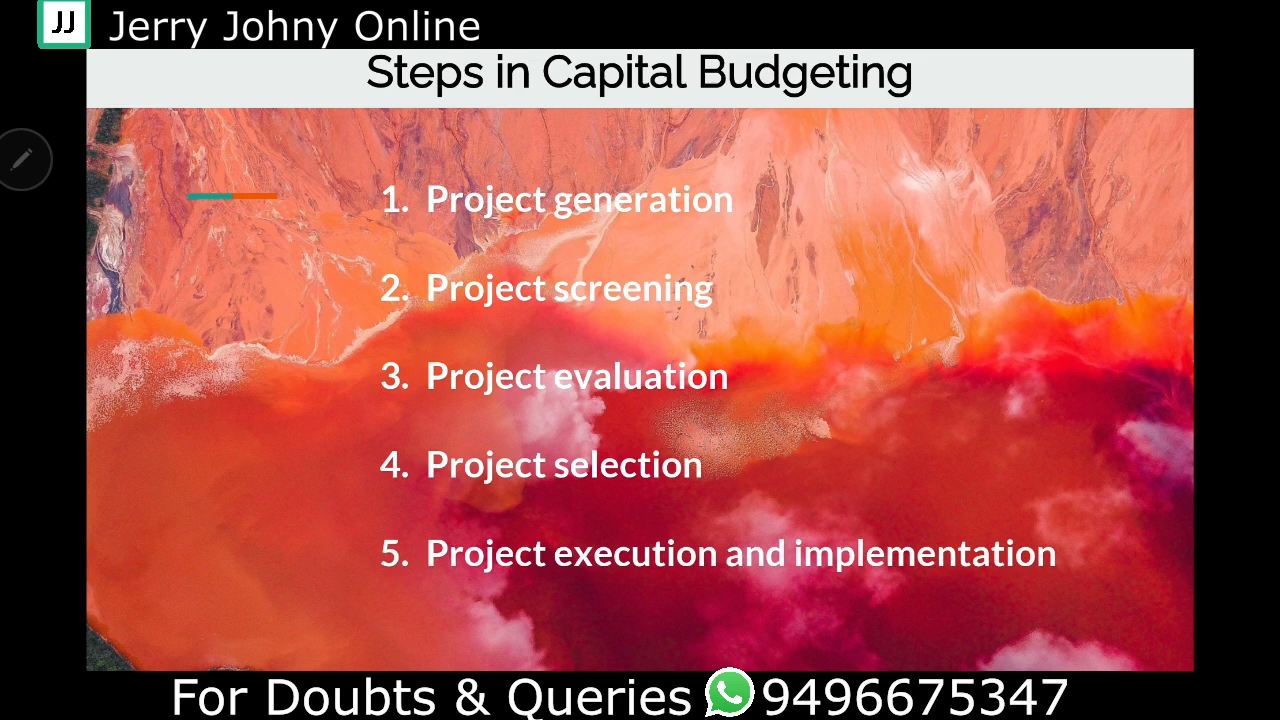 JJ Jerry Johny Online
Steps in Capital Budgeting
1. Project generation
2. Project screening
3. Project evaluation
4. Project selection
5. Project execution and implementation
For Doubts & Queries 9496675347